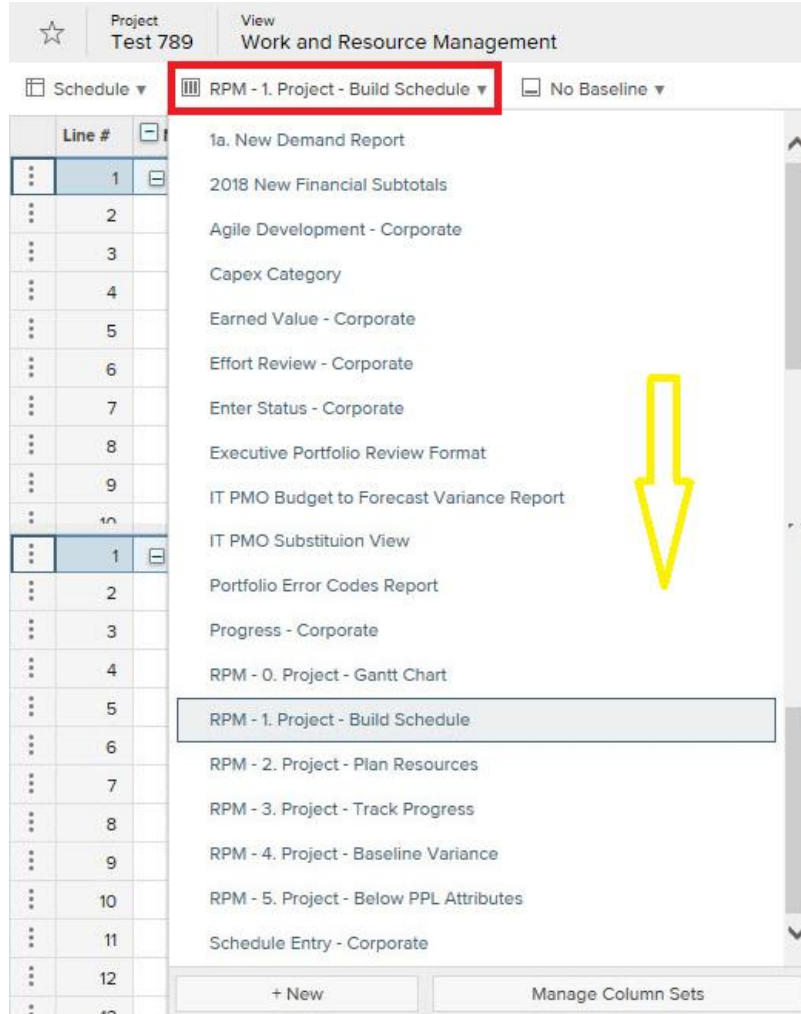 Project
Test 789
View
Work and Resource Management
Schedule ▾
RPM - 1. Project - Build Schedule ▾
No Baseline ▾
Line #
1
2
3
4
5
6
7
8
9
10
1
2
3
4
5
6
7
8
9
10
11
12
1a. New Demand Report
2018 New Financial Subtotals
Agile Development - Corporate
Capex Category
Earned Value - Corporate
Effort Review - Corporate
Enter Status - Corporate
Executive Portfolio Review Format
IT PMO Budget to Forecast Variance Report
IT PMO Substituion View
Portfolio Error Codes Report
Progress - Corporate
RPM - 0. Project - Gantt Chart
RPM - 1. Project - Build Schedule
RPM - 2. Project - Plan Resources
RPM - 3. Project - Track Progress
RPM - 4. Project - Baseline Variance
RPM - 5. Project - Below PPL Attributes
Schedule Entry - Corporate
+ New
Manage Column Sets